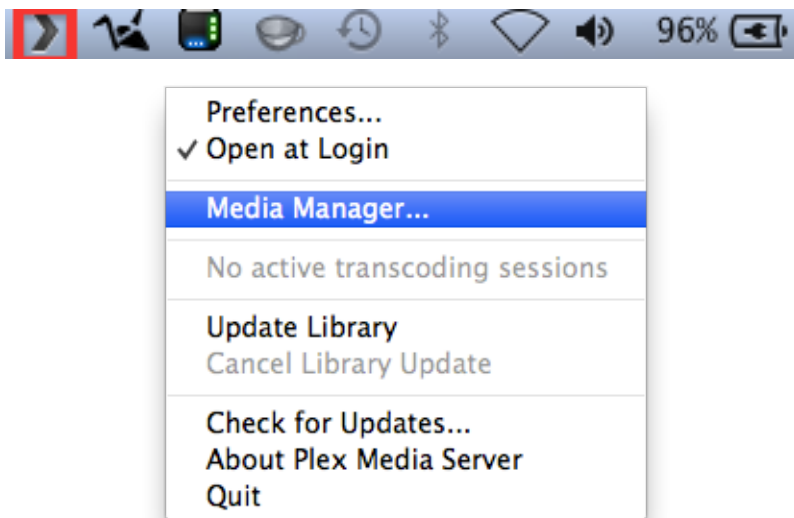 96%
Preferences...
Open at Login
Media Manager...
No active transcoding sessions
Update Library
Cancel Library Update
Check for Updates...
About Plex Media Server
Quit